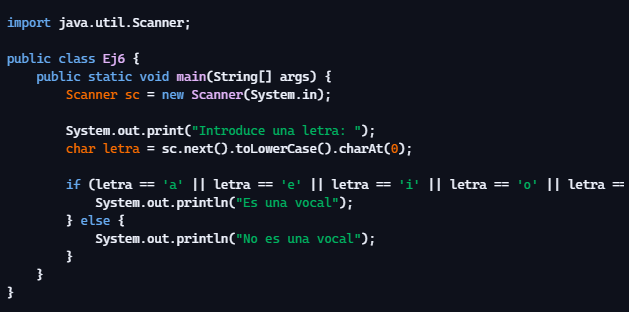 import java.util.Scanner;
public class Ej6 {
public static void main(String[] args) {
Scanner sc = new Scanner(System.in);
System.out.print("Introduce una letra: ");
char letra = sc.next().toLowerCase().charAt(0);
if (letra == 'a' || letra == 'e' || letra == 'i' || letra == 'o' || letra ==
System.out.println("Es una vocal");
} else {
System.out.println("No es una vocal");
}
}
}